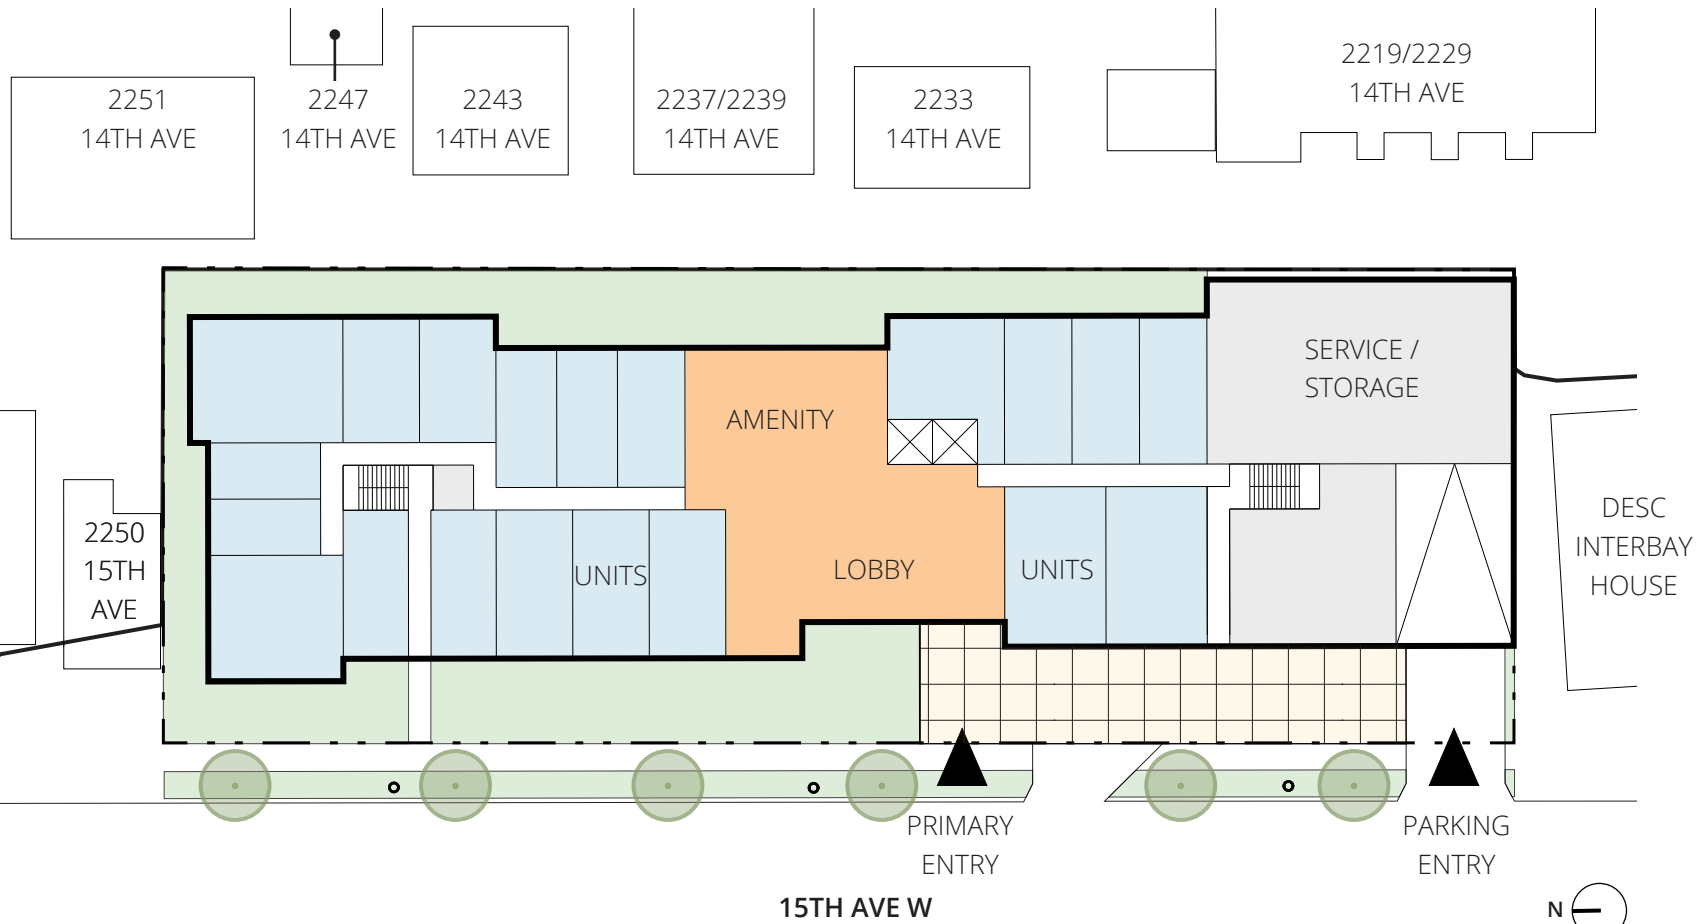 2251
14TH AVE
2247
14TH AVE
2243
14TH AVE
2237/2239
14TH AVE
2233
14TH AVE
2219/2229
14TH AVE
SERVICE /
STORAGE
AMENITY
2250
15TH
AVE
UNITS
LOBBY
UNITS
DESC
INTERBAY
HOUSE
PRIMARY
ENTRY
PARKING
ENTRY
15TH AVE W
N